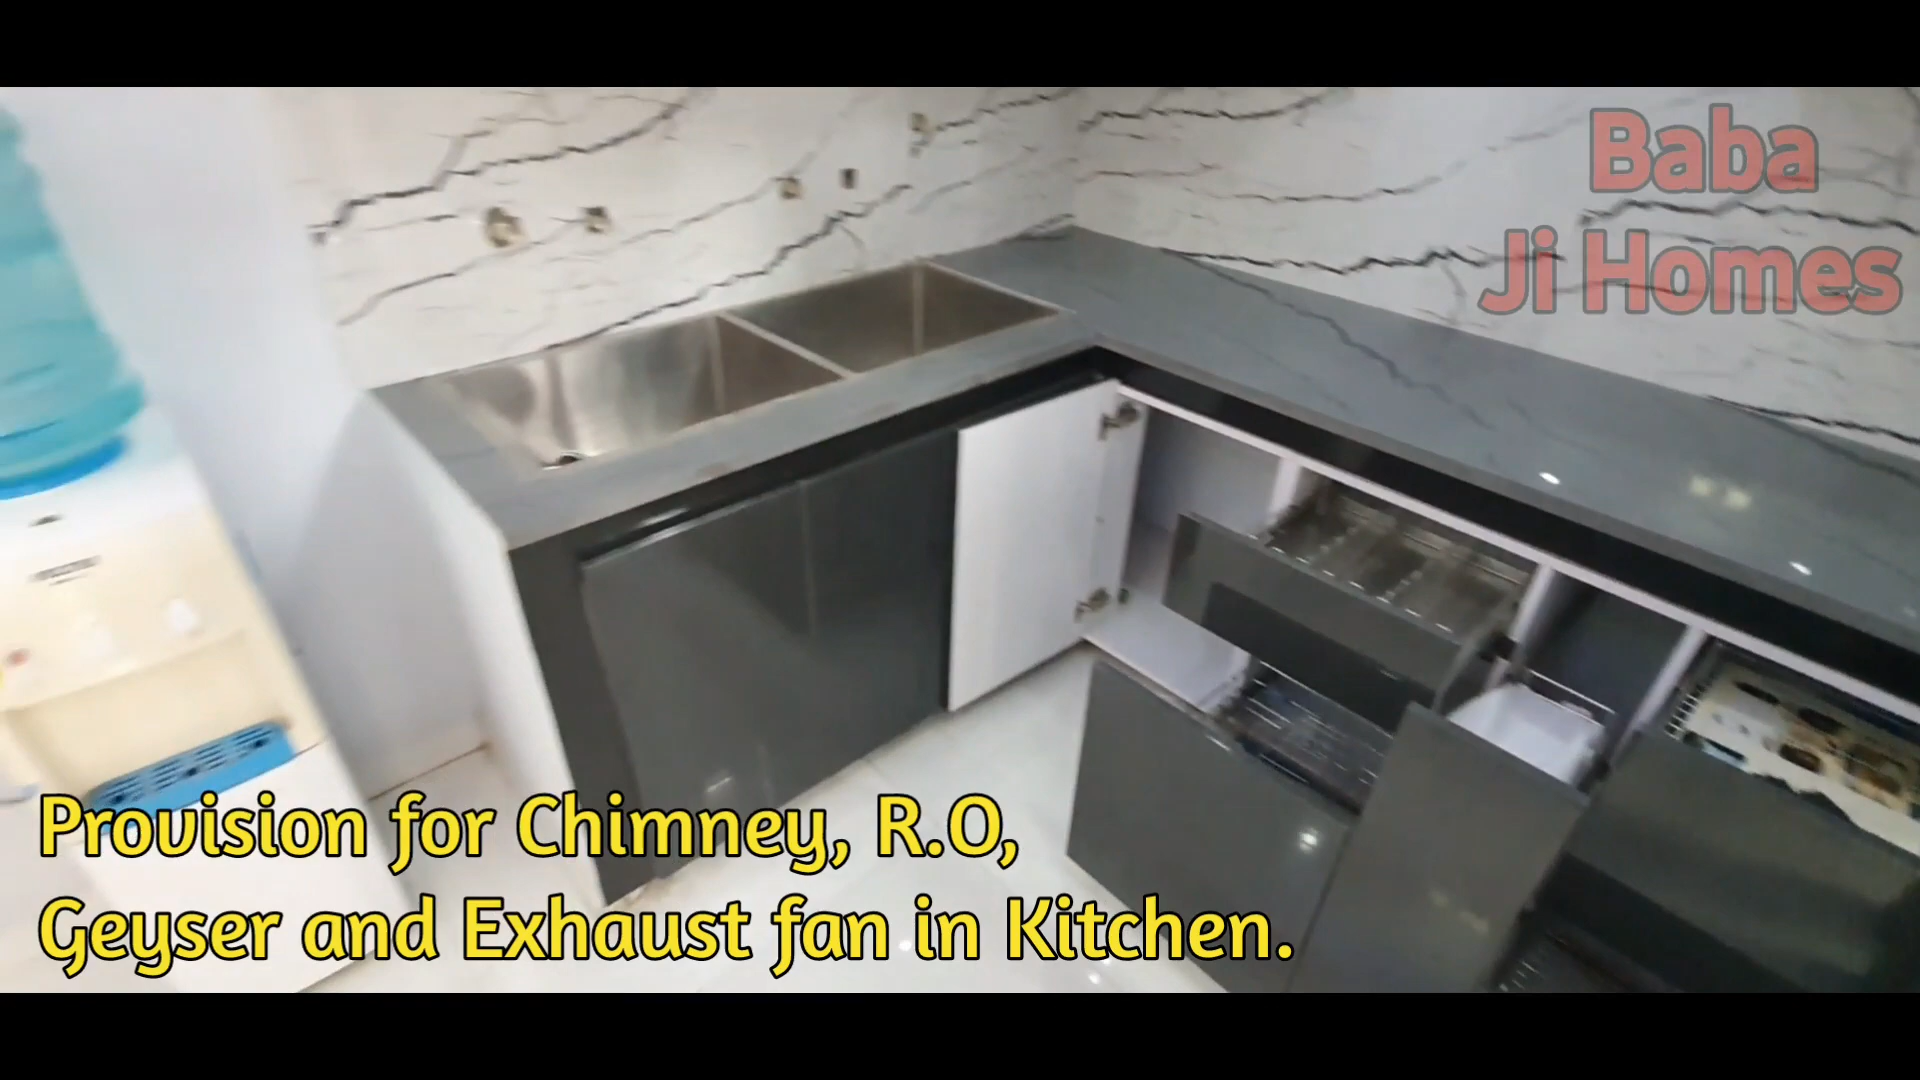 Baba
Ji Homes
Provision for Chimney, R.O,
Geyser and Exhaust fan in Kitchen.